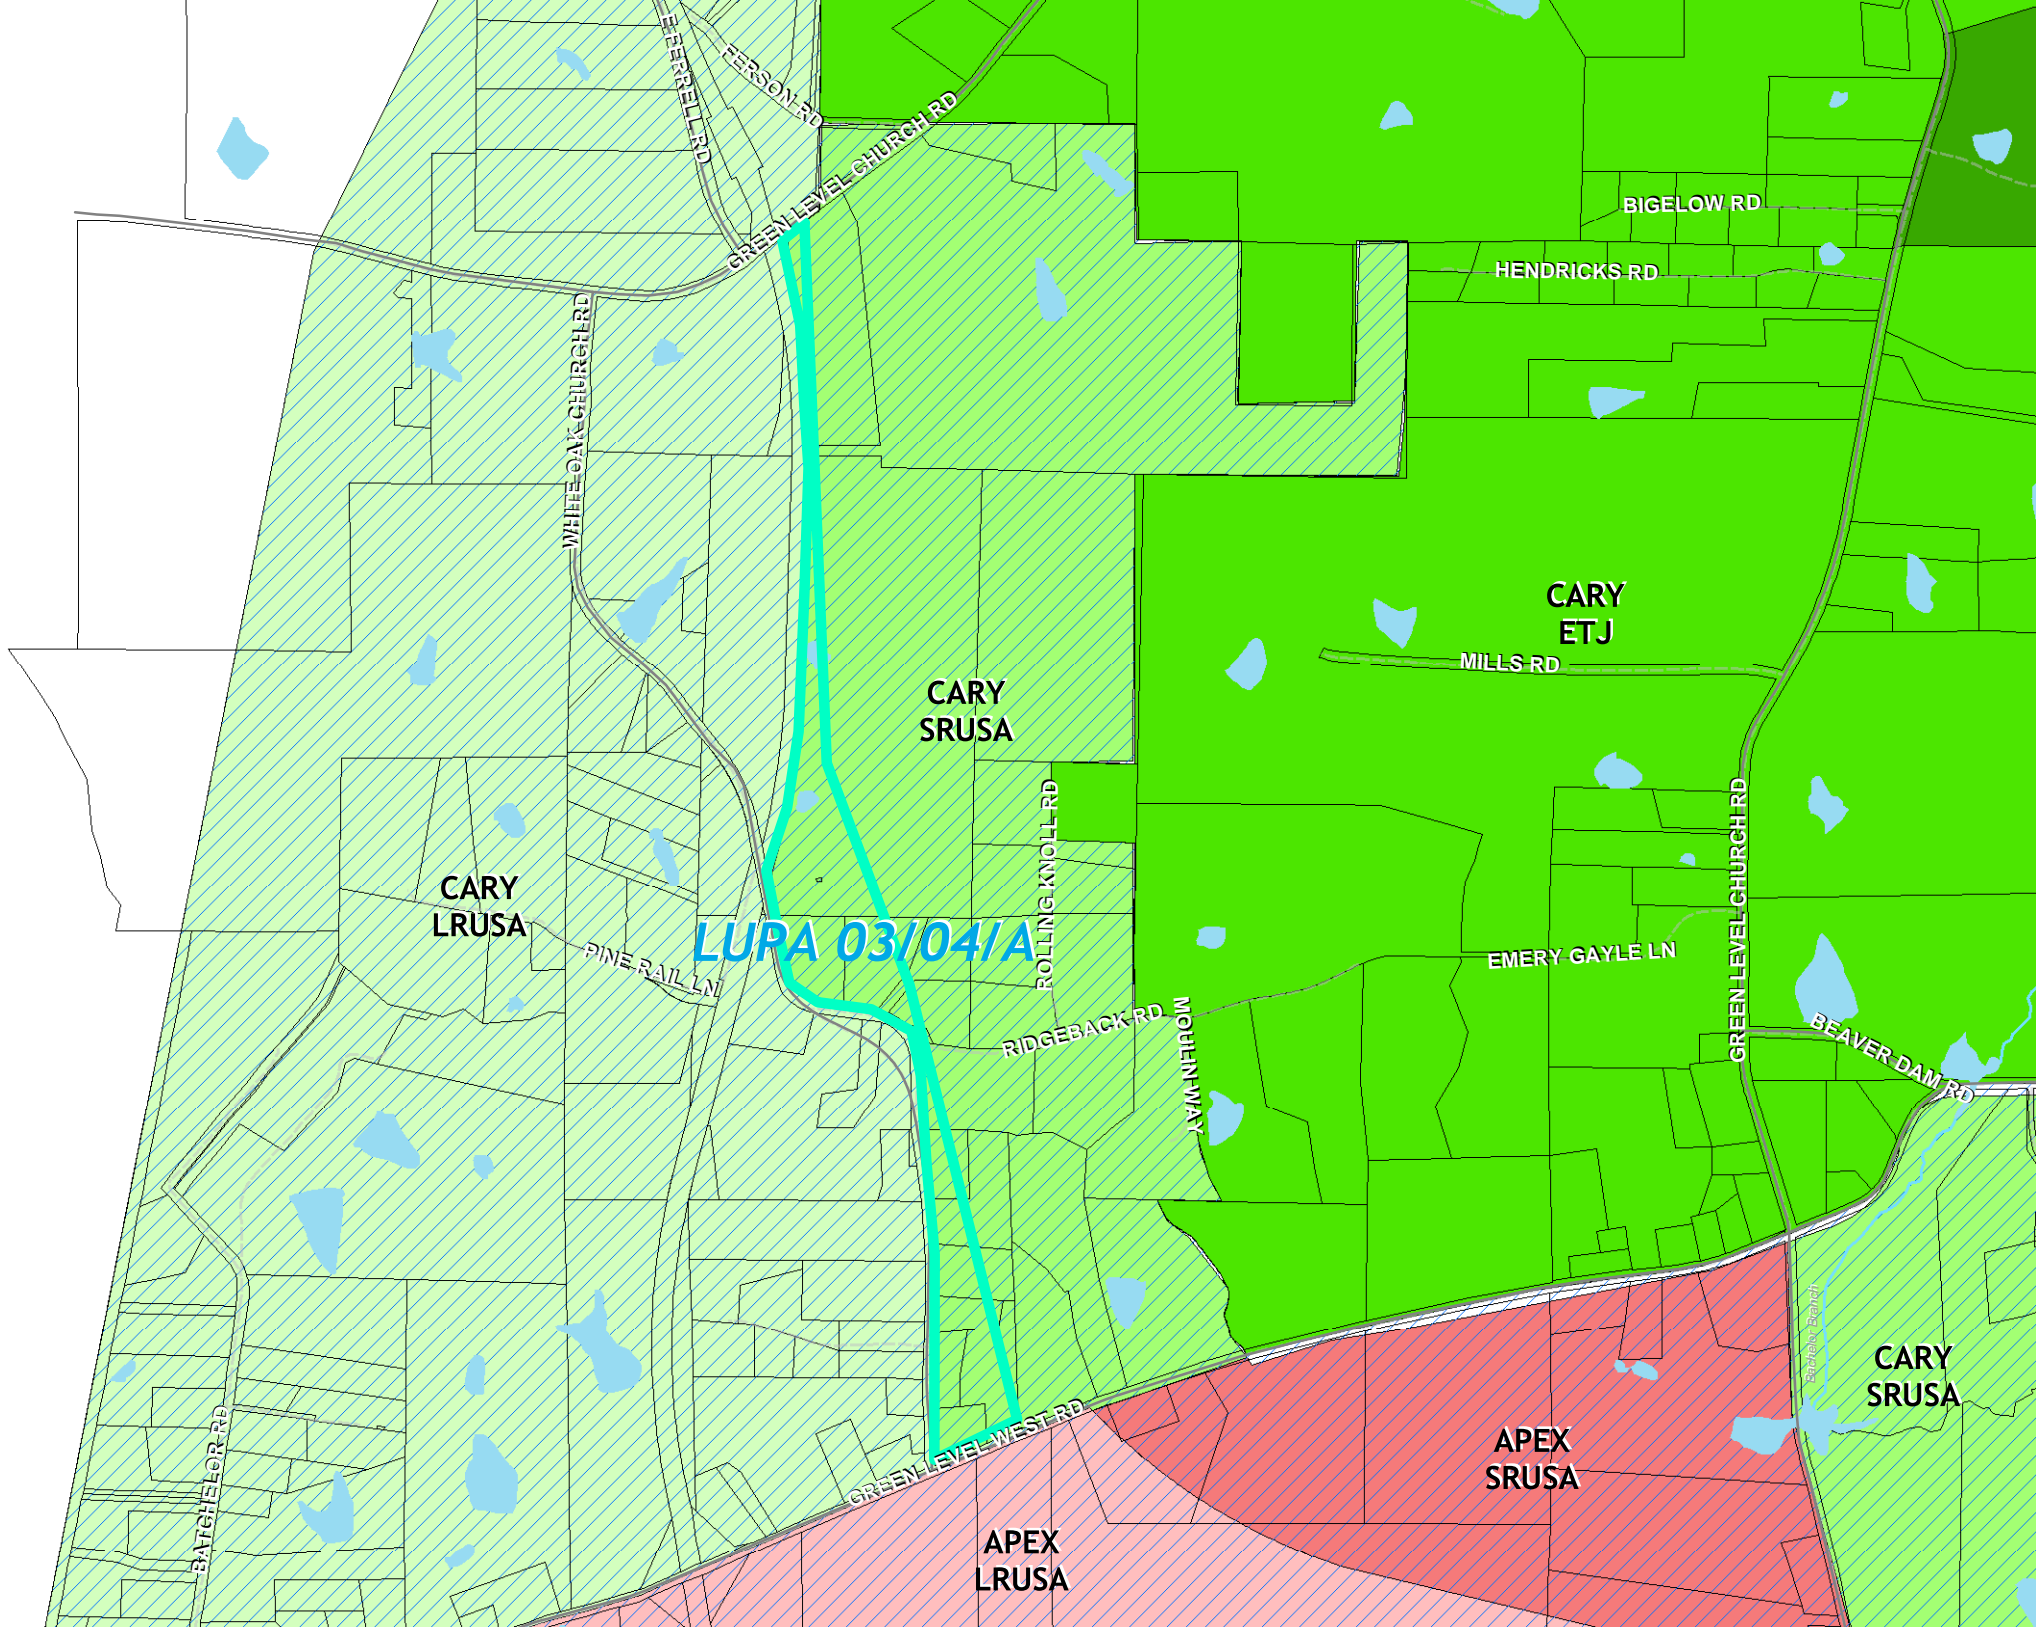 E FERRELL RD
FERSON RD
GREEN LEVEL CHURCH RD
BIGELOW RD
HENDRICKS RD
WHITE OAK CHURCH RD
CARY
ETJ
MILLS RD
CARY
SRUSA
ROLLING KNOLL RD
GREEN LEVEL CHURCH RD
CARY
LRUSA
LUPA 03/04/A
PINE RAIL LN
EMERY GAYLE LN
RIDGEBACK RD
MOULIN WAY
BEAVER DAM RD
Bachelor Branch
CARY
SRUSA
GREEN LEVEL WEST RD
BATCHELOR RD
APEX
SRUSA
APEX
LRUSA